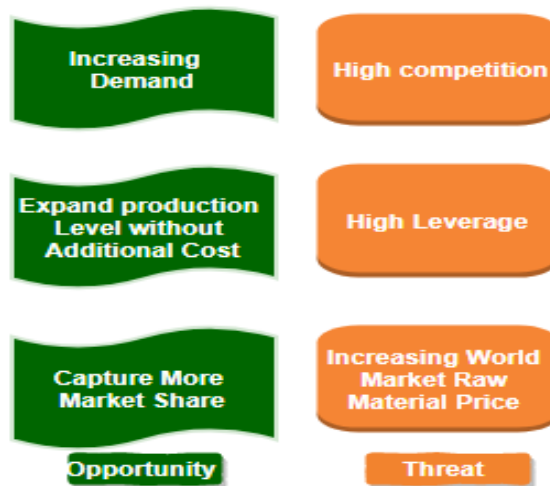 Increasing
Demand
High competition
Expand production
Level without
Additional Cost
High Leverage
Capture More
Market Share
Increasing World
Market Raw
Material Price
Opportunity
Threat